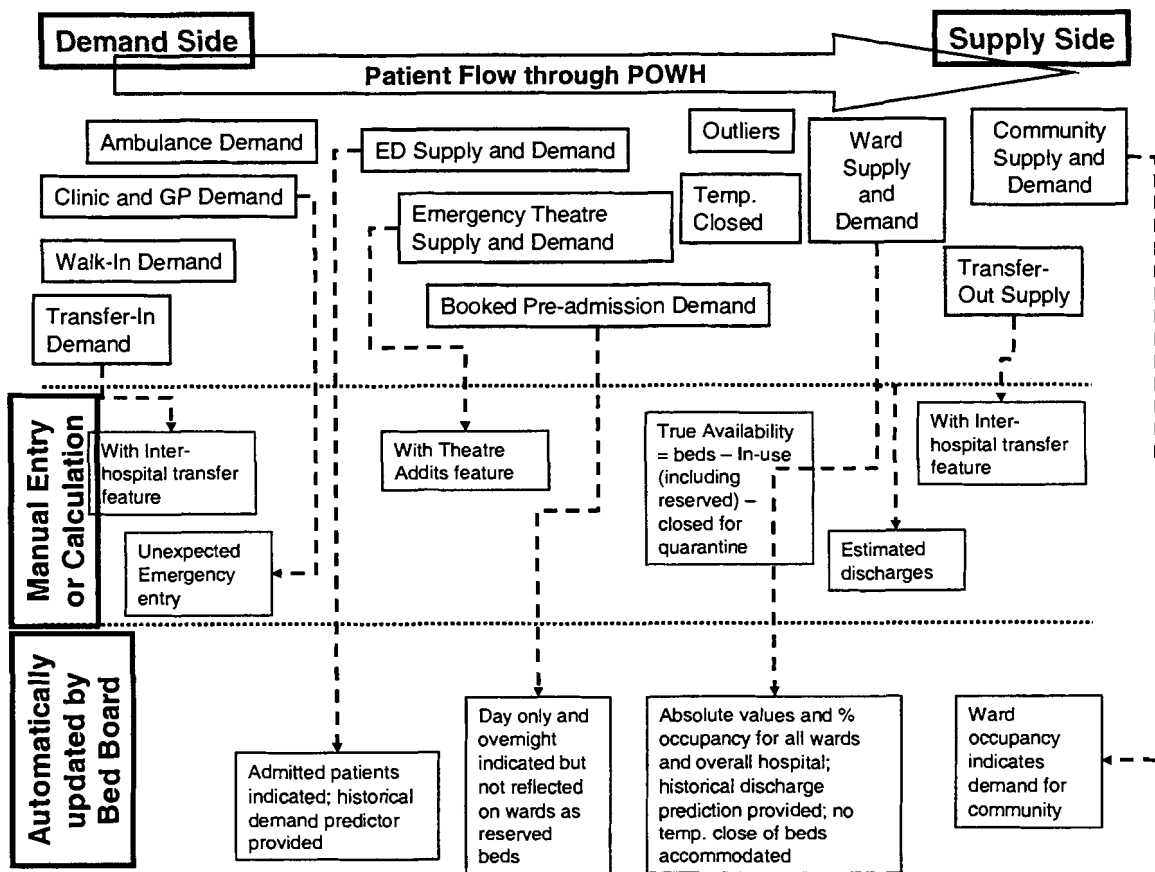 Demand Side
Supply Side
Patient Flow through POWH
Ambulance Demand
Clinic and GP Demand
Walk-In Demand
Transfer-In
Demand
ED Supply and Demand
Emergency Theatre
Supply and Demand
Booked Pre-admission Demand
Outliers
Temp.
Closed
Ward
Supply
and
Demand
Community
Supply and
Demand
Transfer-
Out Supply
Manual Entry
or Calculation
With Inter-
hospital transfer
feature
Unexpected
Emergency
entry
With Theatre
Addits feature
True Availability
= beds – In-use
(including
reserved) –
closed for
quarantine
Estimated
discharges
With Inter-
hospital transfer
feature
Automatically
updated by
Bed Board
Admitted patients
indicated; historical
demand predictor
provided
Day only and
overnight
indicated but
not reflected
on wards as
reserved
beds
Absolute values and %
occupancy for all wards
and overall hospital;
historical discharge
prediction provided; no
temp. close of beds
accommodated
Ward
occupancy
indicates
demand for
community